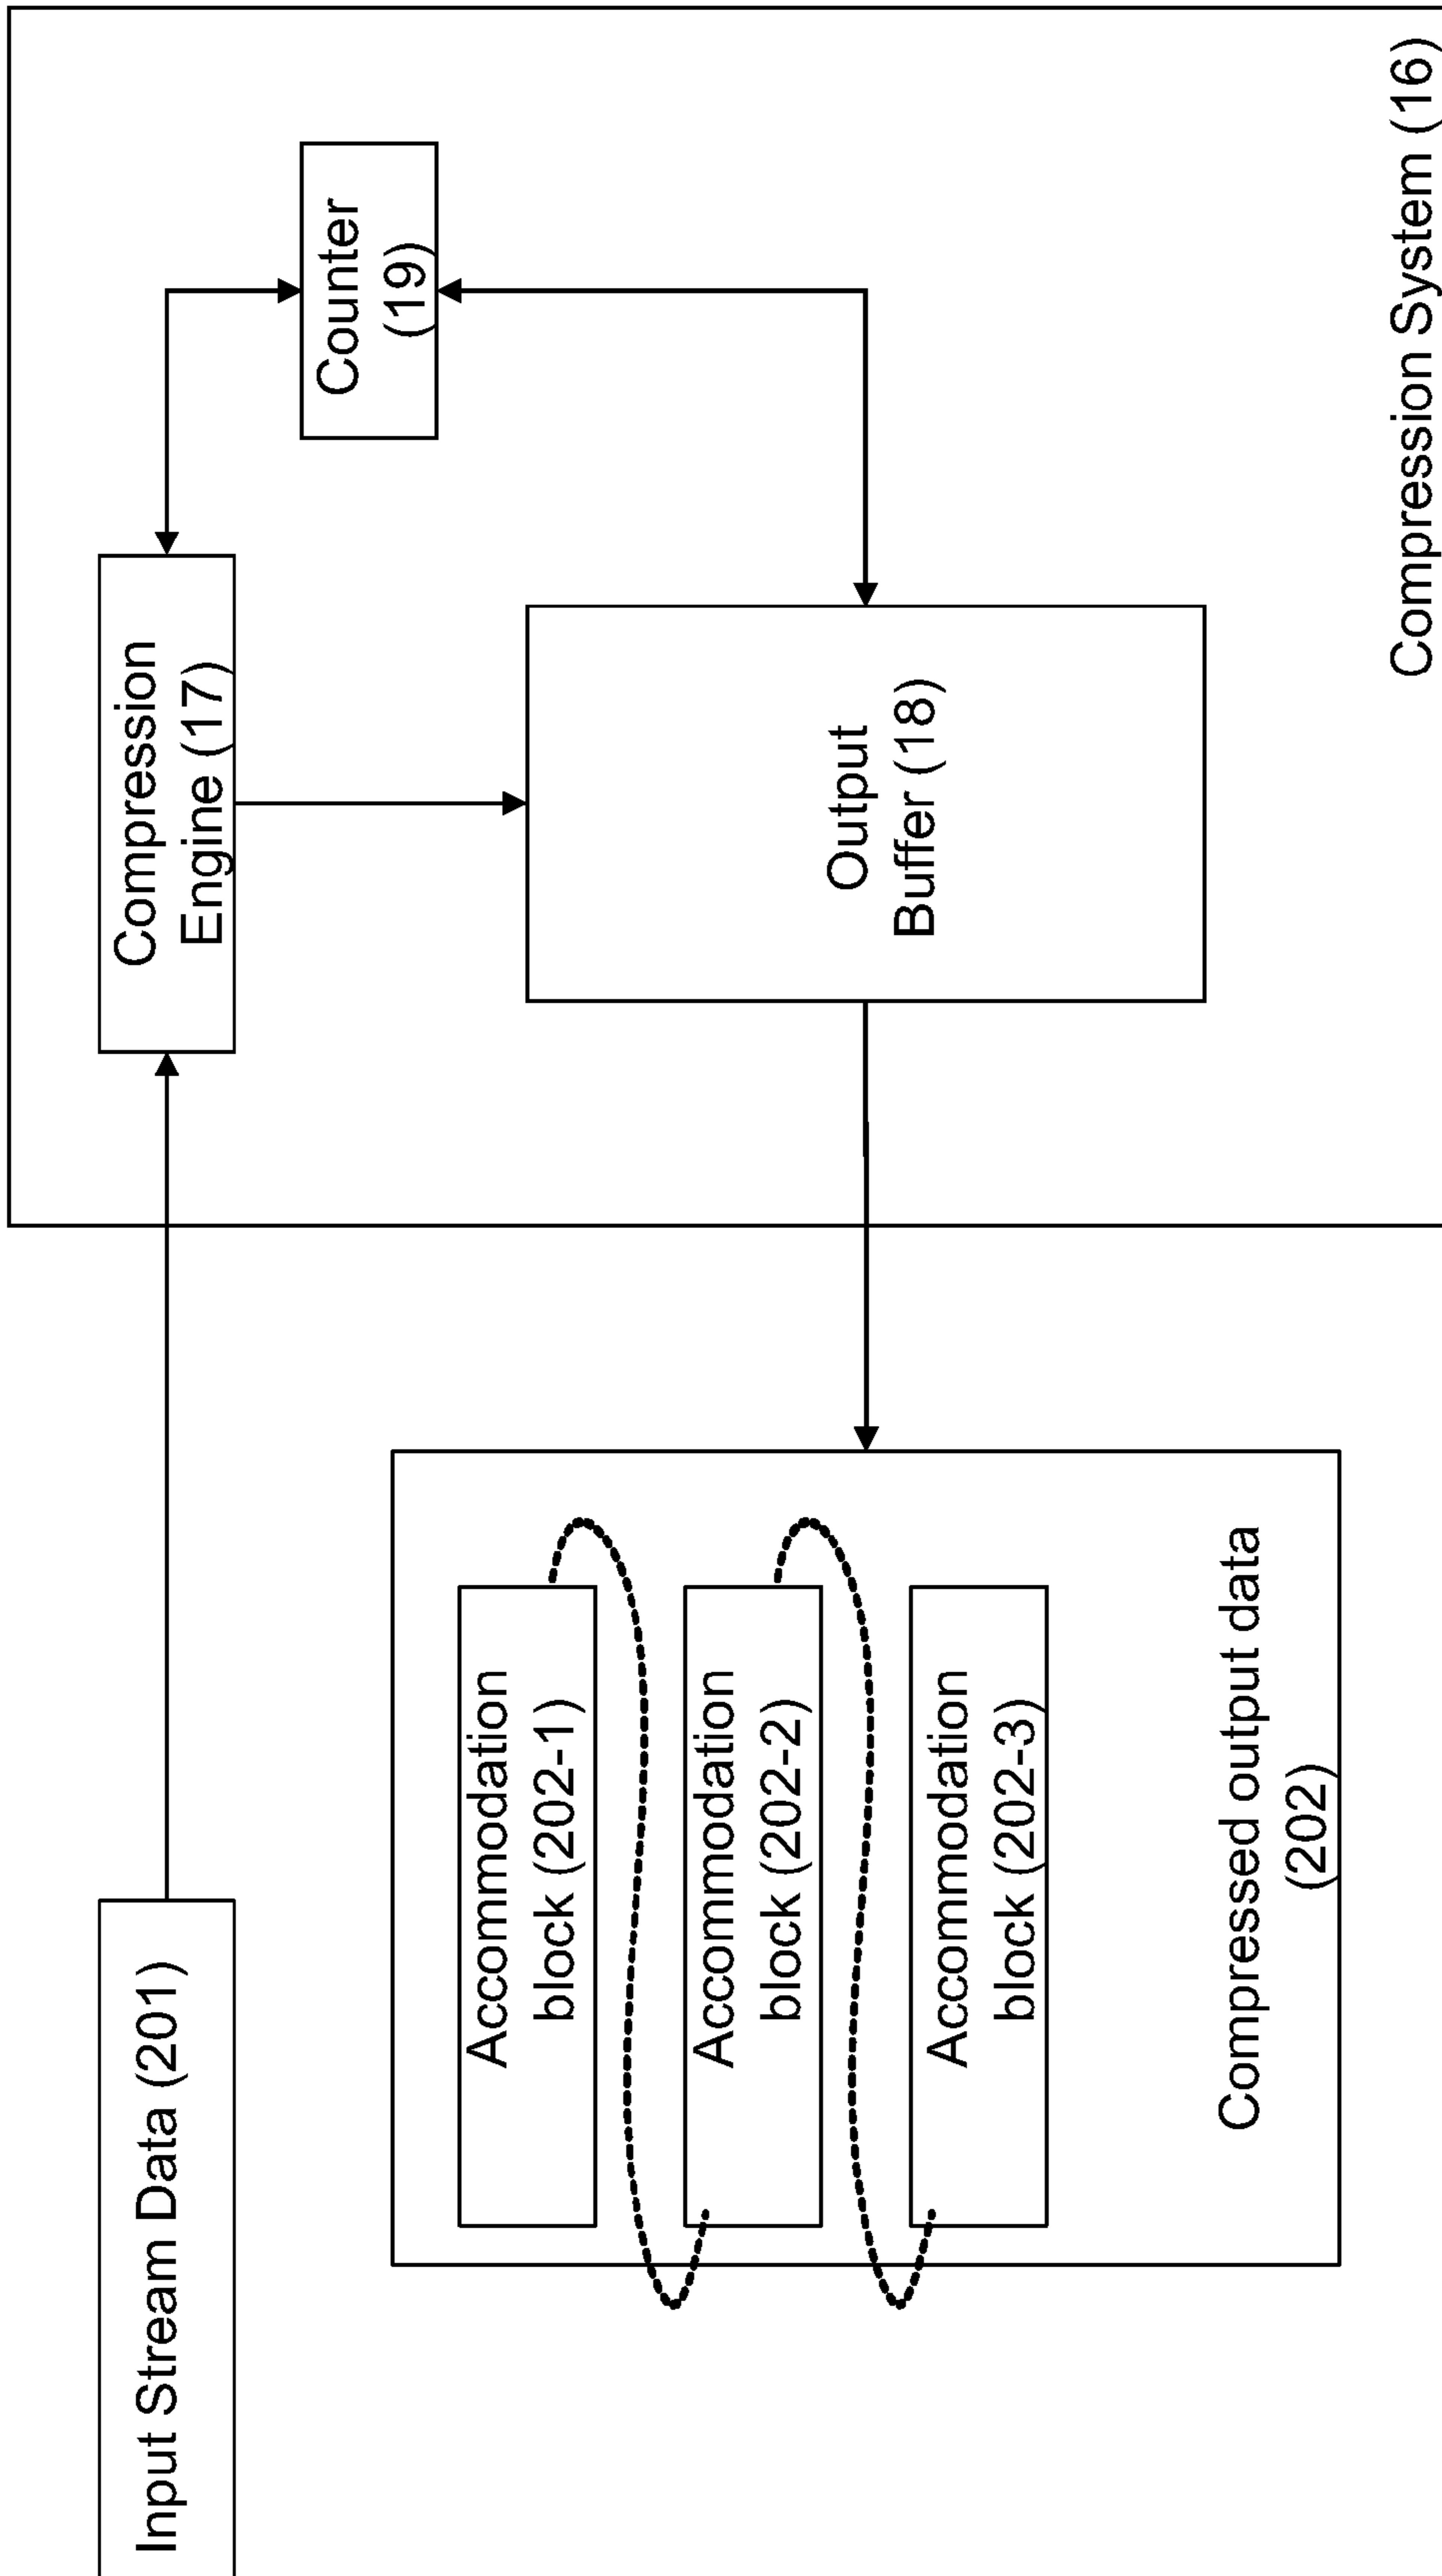 Input Stream Data (201)
Compression
Engine (17)
Counter
(19)
Accommodation
block (202-1)
Accommodation
block (202-2)
Accommodation
block (202-3)
Output
Buffer (18)
Compressed output data
(202)
Compression System (16)